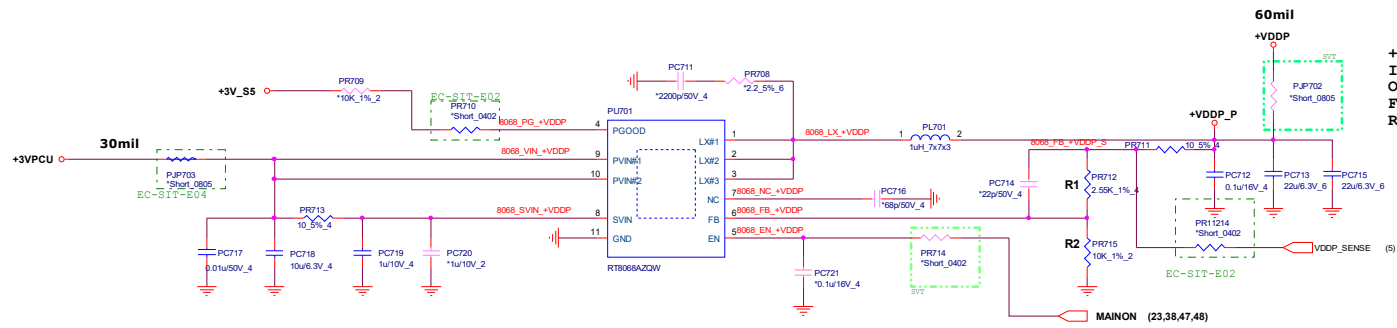 60mil
+VDDP
SVT
PJP702
*Short_0805
+
I
O
F
R
PC711
*2200p/50V_4
PR708
*2.2_5%_6
PR709
*10K_1%_2
+3V_S5
EC-SIT-E02
PR710
*Short_0402
8068_PG_+VDDP
PU701
4
PGOOD
LX#1
1
8068_LX_+VDDP
1
PL701
2
1uH_7x7x3
+VDDP_P
30mil
+3VPCU
PJP703
*Short_0805
EC-SIT-E04
8068_VIN_+VDDP
9
PVIN#1
LX#2
2
10
PVIN#2
LX#3
3
8068_FB_+VDDP_S
PR711
10_5%_4
PC714
*22p/50V_4
R1
PR712
2.55K_1%_4
PC712
0.1u/16V_4
PC713
22u/6.3V_6
PC715
22u/6.3V_6
NC
7
8068_NC_+VDDP
PC716
*68p/50V_4
PR713
10_5%_4
8068_SVIN_+VDDP
8
SVIN
FB
6
8068_FB_+VDDP
11
GND
EN
5
8068_EN_+VDDP
RT8068AZQW
PR714
*Short_0402
SVT
R2
PR715
10K_1%_2
PR11214
*Short_0402
EC-SIT-E02
VDDP_SENSE
(5)
PC717
0.01u/50V_4
PC718
10u/6.3V_4
PC719
1u/10V_4
PC720
*1u/10V_2
PC721
*0.1u/16V_4
MAINON
(23,38,47,48)